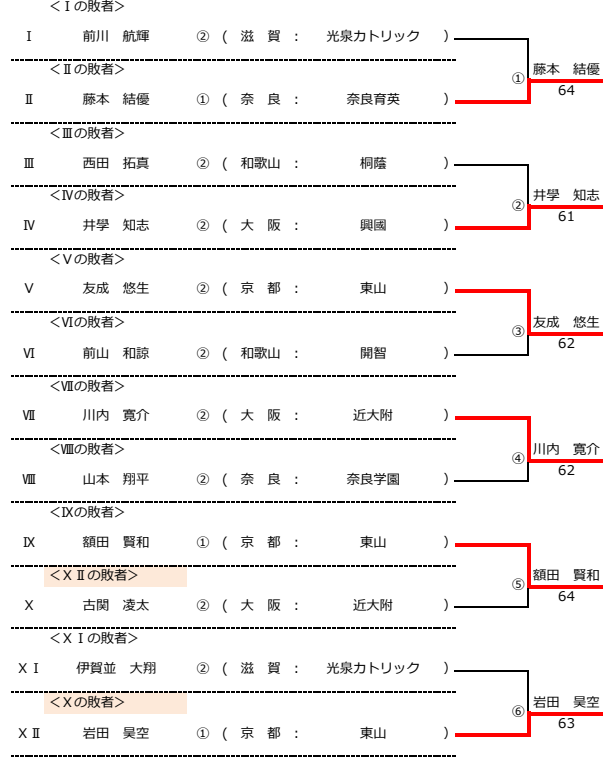 ＜Ⅰの敗者＞
Ⅰ 前川 航輝 ② ( 滋 賀 : 光泉カトリック )
＜Ⅱの敗者＞
① 藤本 結優
64
Ⅱ 藤本 結優 ① ( 奈 良 : 奈良育英 )
＜Ⅲの敗者＞
Ⅲ 西田 拓真 ② ( 和歌山 : 桐蔭 )
＜Ⅳの敗者＞
② 井學 知志
61
Ⅳ 井學 知志 ② ( 大 阪 : 興國 )
＜Ⅴの敗者＞
Ⅴ 友成 悠生 ② ( 京 都 : 東山 )
＜Ⅵの敗者＞
③ 友成 悠生
62
Ⅵ 前山 和諒 ② ( 和歌山 : 開智 )
＜Ⅶの敗者＞
Ⅶ 川内 寛介 ② ( 大 阪 : 近大附 )
＜Ⅷの敗者＞
④ 川内 寛介
62
Ⅷ 山本 翔平 ② ( 奈 良 : 奈良学園 )
＜Ⅸの敗者＞
Ⅸ 額田 賢和 ① ( 京 都 : 東山 )
＜ⅩⅡの敗者＞
⑤ 額田 賢和
64
Ⅹ 古関 凌太 ② ( 大 阪 : 近大附 )
＜ⅩⅠの敗者＞
ⅩⅠ 伊賀並 大翔 ② ( 滋 賀 : 光泉カトリック )
＜Ⅹの敗者＞
⑥ 岩田 昊空
63
ⅩⅡ 岩田 昊空 ① ( 京 都 : 東山 )